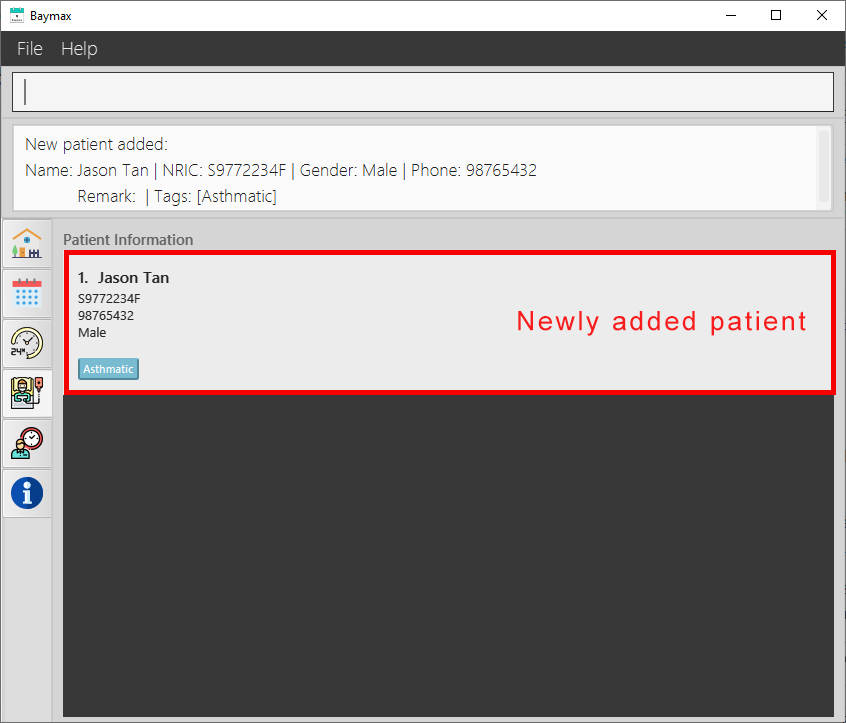 Baymax
File Help
New patient added:
Name: Jason Tan | NRIC: S9772234F | Gender: Male | Phone: 98765432
Remark:  | Tags: [Asthmatic]
Patient Information
1. Jason Tan
S9772234F
98765432
Male
Newly added patient
Asthmatic
24H